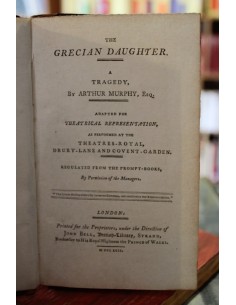 THE
GRECIAN DAUGHTER.
A
TRAGEDY,
By ARTHUR MURPHY, Esq.
ADAPTED FOR
THEATRICAL REPRESENTATION,
AS PERFORMED AT THE
THEATRES-ROYAL,
DRURY-LANE AND COVENT-GARDEN.
REGULATED FROM THE PROMPT-BOOKS,
By Permission of the Managers.
LONDON:
Printed for the Proprietors, under the Direction of
JOHN BELL, British-Library, STRAND,
Bookseller to His Royal Highness the PRINCE OF WALES.